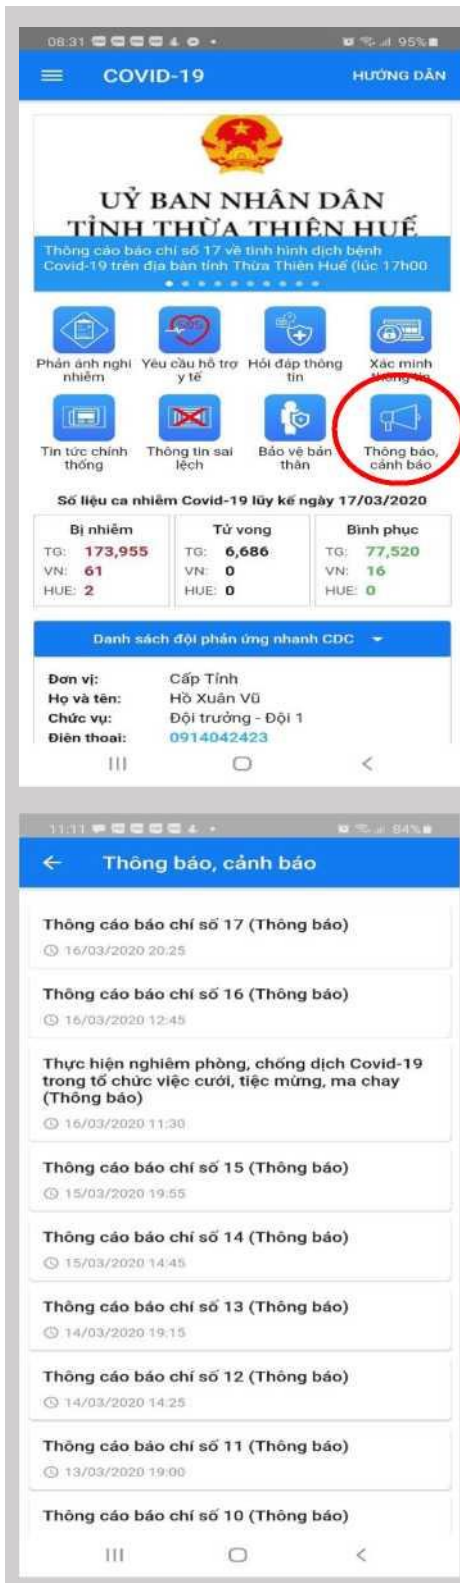 08:31
95%
COVID-19
HƯỚNG DẪN
UỶ BAN NHÂN DÂN
TỈNH THỪA THIÊN HUẾ
Thông cáo báo chí số 17 về tình hình dịch bệnh
Covid-19 trên địa bàn tỉnh Thừa Thiên Huế (lúc 17h00
Phản ánh nghi
nhiễm
Yêu cầu hỗ trợ
y tế
Hỏi đáp thông
tin
Xác minh
thông tin
Tin tức chính
thống
Thông tin sai
lệch
Bảo vệ bản
thân
Thông báo,
cảnh báo
Số liệu ca nhiễm Covid-19 lũy kế ngày 17/03/2020
Bị nhiễm
TG: 173,955
VN: 61
HUE: 2
Tử vong
TG: 6,686
VN: 0
HUE: 0
Bình phục
TG: 77,520
VN: 16
HUE: 0
Danh sách đội phản ứng nhanh CDC
Đơn vị: Cấp Tỉnh
Họ và tên: Hồ Xuân Vũ
Chức vụ: Đội trưởng - Đội 1
Điện thoại: 0914042423
11:11
84%
Thông báo, cảnh báo
Thông cáo báo chí số 17 (Thông báo)
16/03/2020 20:25
Thông cáo báo chí số 16 (Thông báo)
16/03/2020 12:45
Thực hiện nghiêm phòng, chống dịch Covid-19
trong tổ chức việc cưới, tiệc mừng, ma chay
(Thông báo)
16/03/2020 11:30
Thông cáo báo chí số 15 (Thông báo)
15/03/2020 19:55
Thông cáo báo chí số 14 (Thông báo)
15/03/2020 14:45
Thông cáo báo chí số 13 (Thông báo)
14/03/2020 19:15
Thông cáo báo chí số 12 (Thông báo)
14/03/2020 14:25
Thông cáo báo chí số 11 (Thông báo)
13/03/2020 19:00
Thông cáo báo chí số 10 (Thông báo)